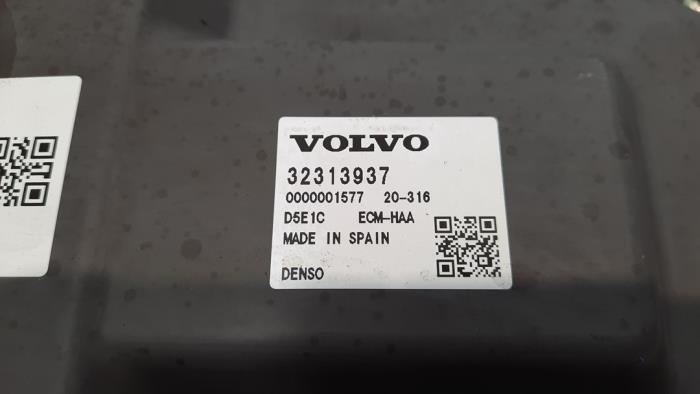 VOLVO
32313937
0000001577 20-316
D5E1C ECM-HAA
MADE IN SPAIN
DENSO